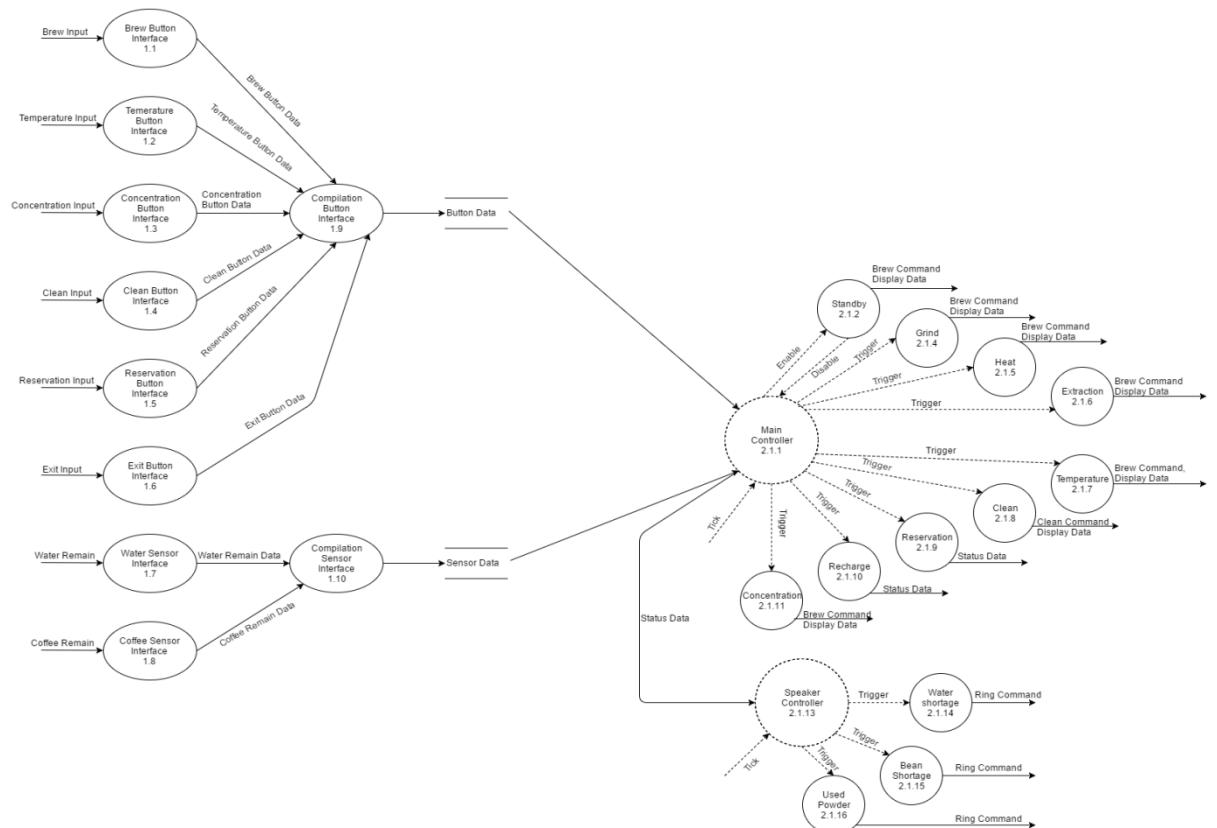 Brew Input
Brew Button
Interface
1.1
Brew Button Data
Temperature Input
Temerature
Button
Interface
1.2
Temperature Button Data
Concentration Input
Concentration
Button
Interface
1.3
Concentration
Button Data
Compilation
Button
Interface
1.9
Button Data
Clean Input
Clean Button
Interface
1.4
Clean Button Data
Reservation Input
Reservation
Button
Interface
1.5
Reservation Button Data
Exit Input
Exit Button
Interface
1.6
Exit Button Data
Water Remain
Water Sensor
Interface
1.7
Water Remain Data
Compilation
Sensor
Interface
1.10
Sensor Data
Coffee Remain
Coffee Sensor
Interface
1.8
Coffee Remain Data
Main
Controller
2.1.1
Tick
Enable
Disable
Standby
2.1.2
Brew Command
Display Data
Trigger
Grind
2.1.4
Brew Command
Display Data
Trigger
Heat
2.1.5
Brew Command
Display Data
Trigger
Extraction
2.1.6
Brew Command
Display Data
Trigger
Temperature
2.1.7
Brew Command,
Display Data
Trigger
Clean
2.1.8
Clean Command
Display Data
Trigger
Reservation
2.1.9
Status Data
Trigger
Recharge
2.1.10
Status Data
Trigger
Concentration
2.1.11
Brew Command
Display Data
Status Data
Speaker
Controller
2.1.13
Tick
Trigger
Water
shortage
2.1.14
Ring Command
Trigger
Bean
Shortage
2.1.15
Ring Command
Trigger
Used
Powder
2.1.16
Ring Command